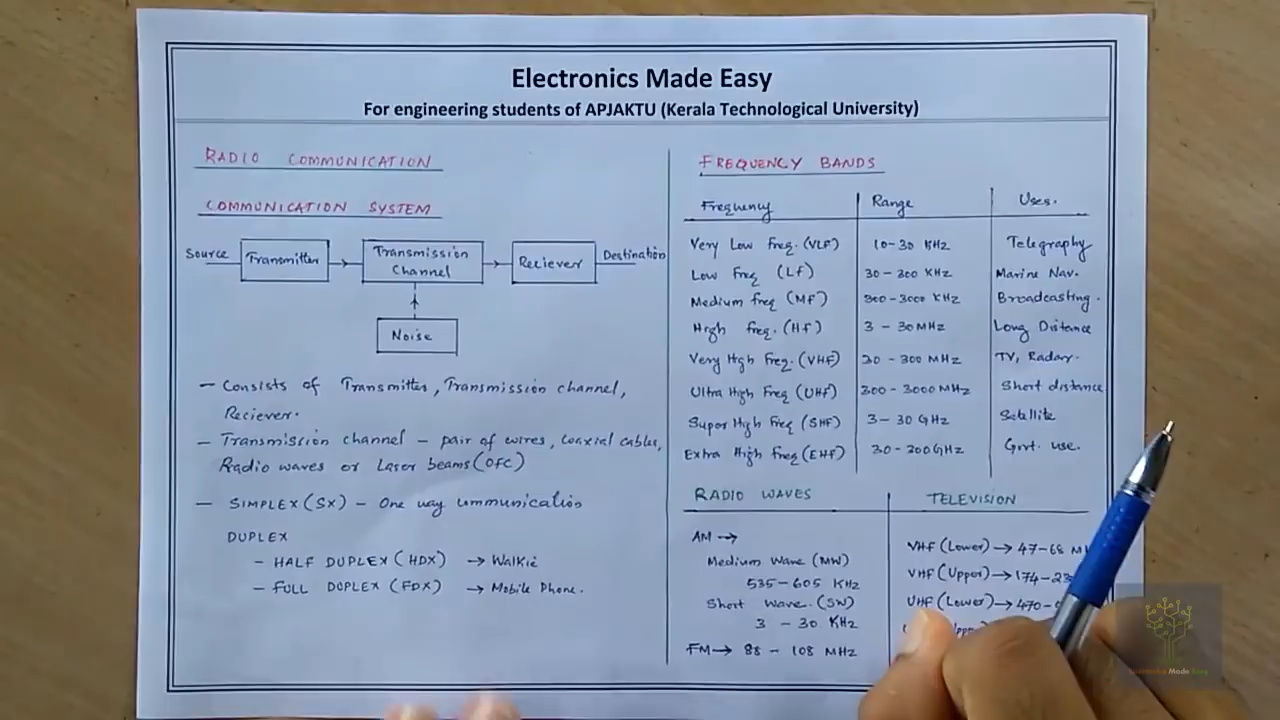 Electronics Made Easy
For engineering students of APJAKTU (Kerala Technological University)
RADIO COMMUNICATION
COMMUNICATION SYSTEM
Source
Transmitter
Transmission
Channel
Reciever
Destination
Noise
- Consists of Transmitter, Transmission channel,
Reciever.
- Transmission channel - pair of wires, coaxial cables,
Radio waves or Laser beams (OFC)
- SIMPLEX (SX) - One way communication
DUPLEX
- HALF DUPLEX (HDX) → Walkie
- FULL DUPLEX (FDX) → Mobile Phone.
FREQUENCY BANDS
Frequency Range Uses.
Very Low Freq. (VLF) 10-30 KHz Telegraphy
Low Freq (LF) 30-300 KHz Marine Nav.
Medium freq (MF) 300-3000 KHz Broadcasting.
High freq. (HF) 3 - 30 MHz Long Distance
Very High Freq. (VHF) 30 - 300 MHz TV, Radar.
Ultra High Freq (UHF) 300-3000 MHz Short distance
Super High Freq (SHF) 3 - 30 GHz Satellite
Extra High Freq (EHF) 30-300 GHz Govt. use.
RADIO WAVES
AM →
Medium Wave (MW)
535-605 KHz
Short Wave. (SW)
3 - 30 KHz
FM → 88 - 108 MHz
TELEVISION
VHF (Lower) → 47-68
VHF (Upper) → 174-
UHF (Lower) → 470-
Electronics Made Easy